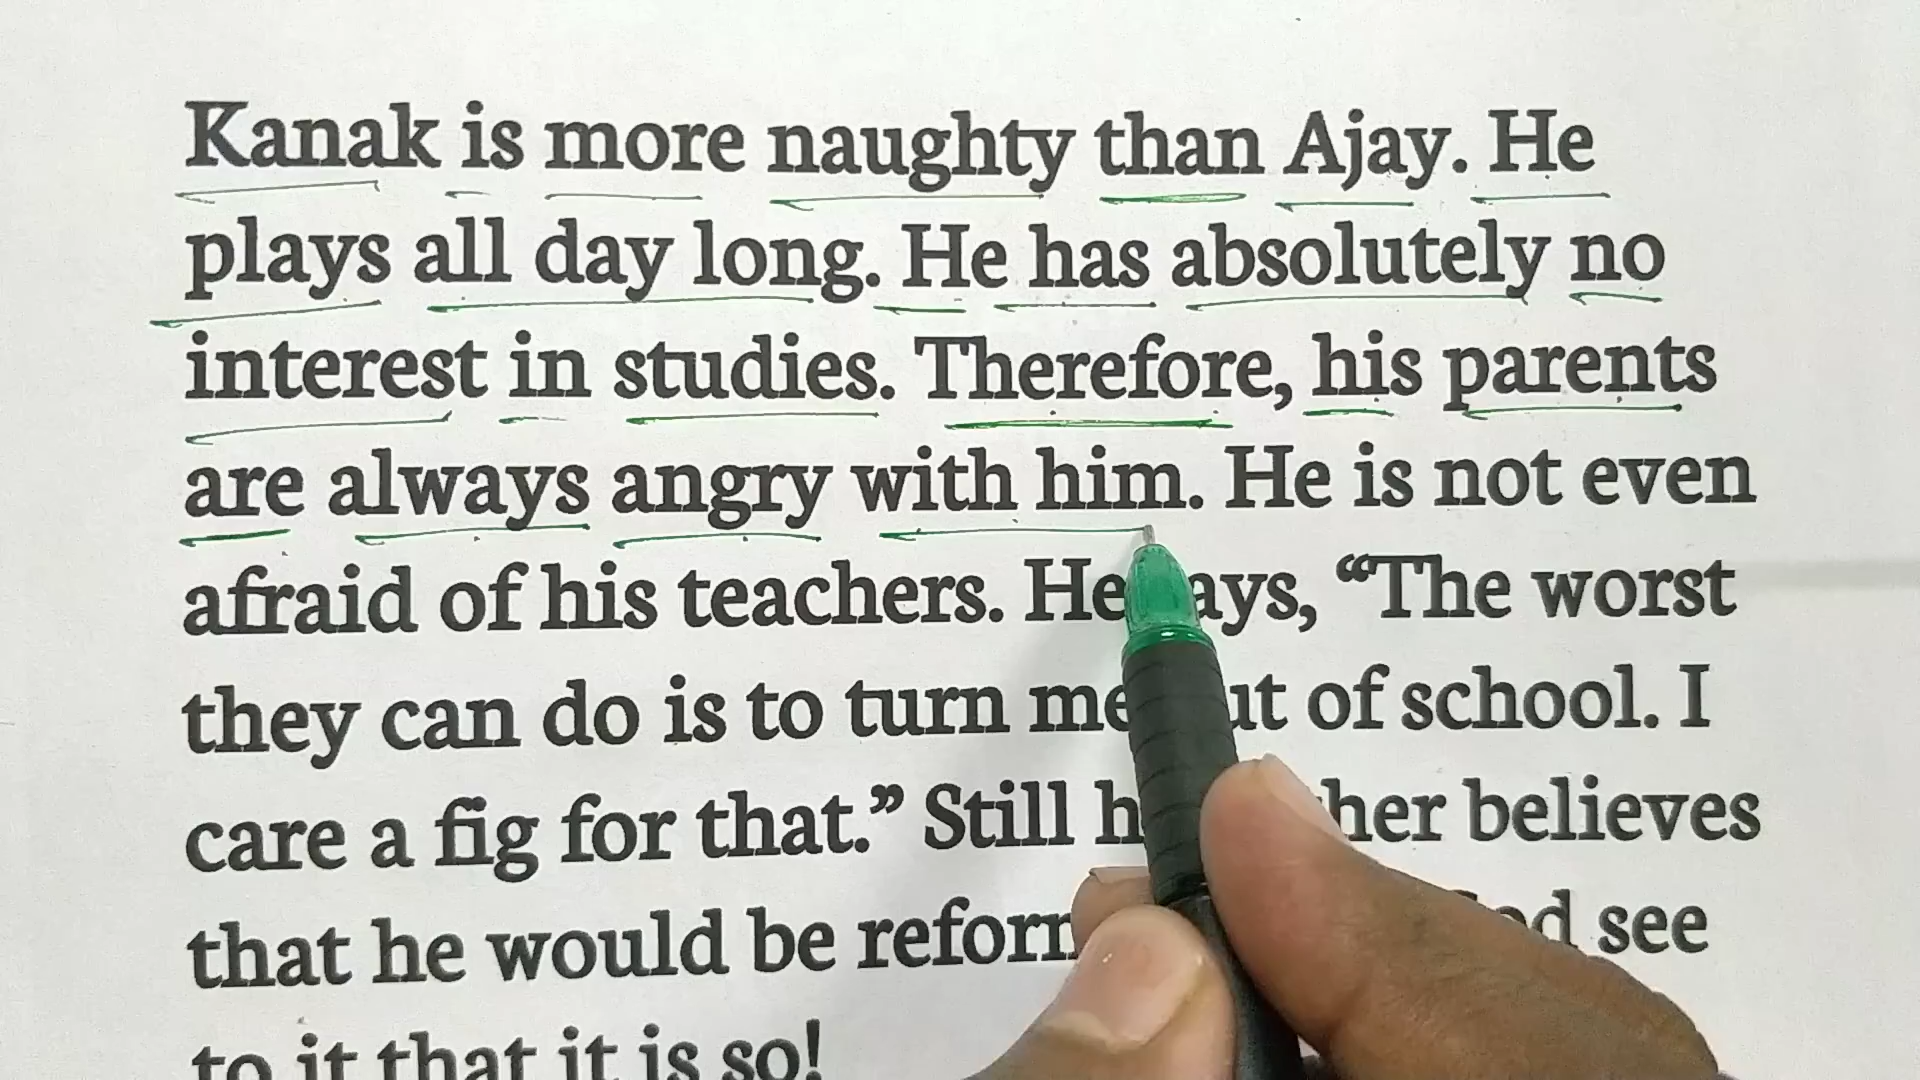 Kanak is more naughty than Ajay. He
plays all day long. He has absolutely no
interest in studies. Therefore, his parents
are always angry with him. He is not even
afraid of his teachers. He ays, “The worst
they can do is to turn me of school. I
care a fig for that.” Still believes
that he would be see
to it that it is so!